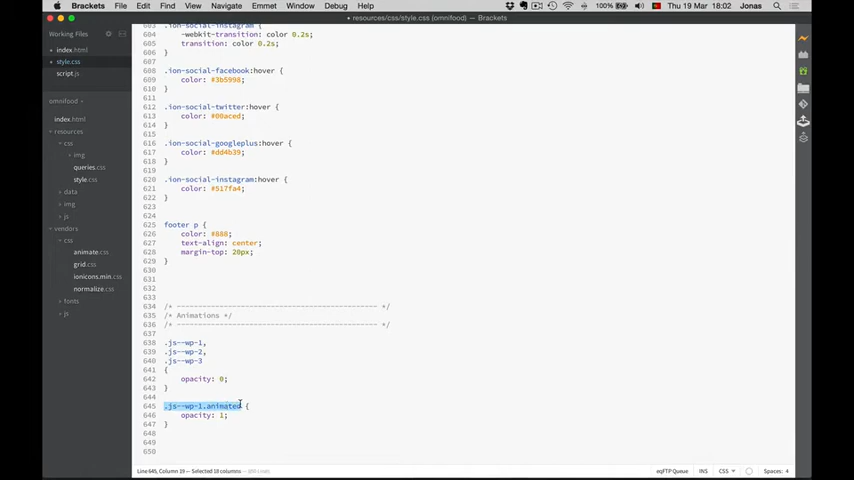 Brackets File Edit Find View Navigate Emmet Window Debug Help 100% Thu 19 Mar 18:02 Jonas
• resources/css/style.css (omnifood) — Brackets
Working Files
index.html
style.css
script.js
omnifood
index.html
resources
css
img
queries.css
style.css
data
img
js
vendors
css
animate.css
grid.css
ionicons.min.css
normalize.css
fonts
js
603 .ion-social-instagram {
604 -webkit-transition: color 0.2s;
605 transition: color 0.2s;
606 }
607
608 .ion-social-facebook:hover {
609 color: #3b5998;
610 }
611
612 .ion-social-twitter:hover {
613 color: #00aced;
614 }
615
616 .ion-social-googleplus:hover {
617 color: #dd4b39;
618 }
619
620 .ion-social-instagram:hover {
621 color: #517fa4;
622 }
623
624
625 footer p {
626 color: #888;
627 text-align: center;
628 margin-top: 20px;
629 }
630
631
632
633
634 /* ----------------------------------------------- */
635 /* Animations */
636 /* ----------------------------------------------- */
637
638 .js--wp-1,
639 .js--wp-2,
640 .js--wp-3
641 {
642 opacity: 0;
643 }
644
645 .js--wp-1.animated {
646 opacity: 1;
647 }
648
649
650
Line 645, Column 19 — Selected 18 columns
eqFTP Queue INS CSS Spaces: 4